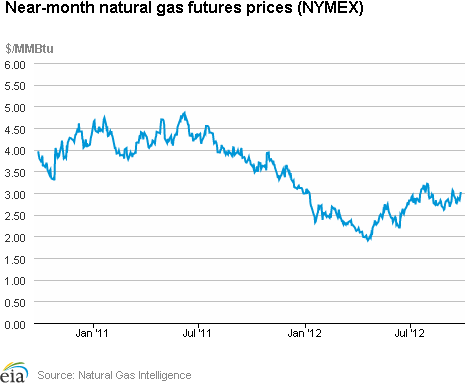 Near-month natural gas futures prices (NYMEX)
$/MMBtu
6.00
5.50
5.00
4.50
4.00
3.50
3.00
2.50
2.00
1.50
1.00
0.50
0.00
Jan '11
Jul '11
Jan '12
Jul '12
eia
Source: Natural Gas Intelligence